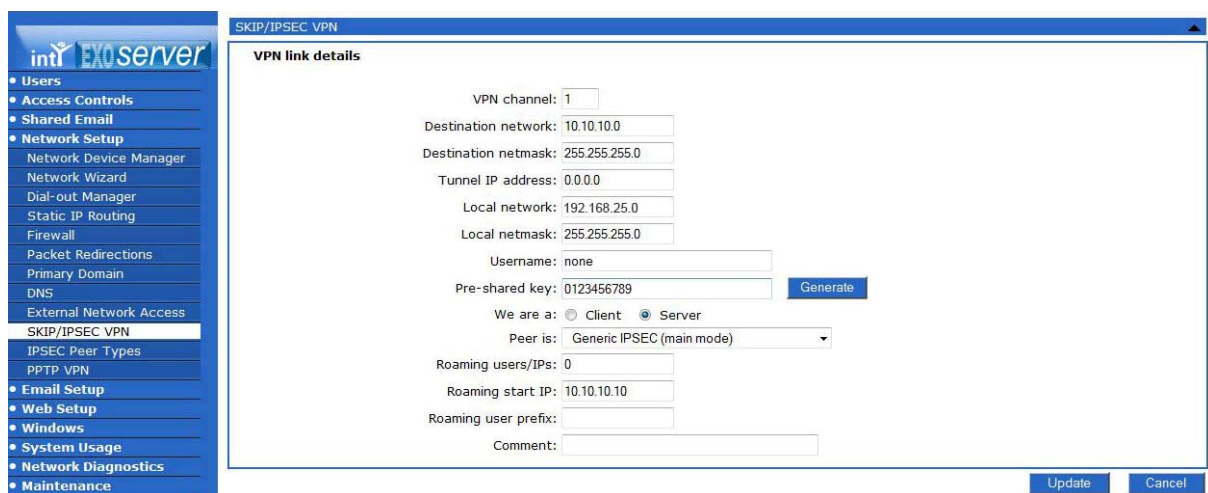 intY EXOserver
Users
Access Controls
Shared Email
Network Setup
Network Device Manager
Network Wizard
Dial-out Manager
Static IP Routing
Firewall
Packet Redirections
Primary Domain
DNS
External Network Access
SKIP/IPSEC VPN
IPSEC Peer Types
PPTP VPN
Email Setup
Web Setup
Windows
System Usage
Network Diagnostics
Maintenance
SKIP/IPSEC VPN
VPN link details
VPN channel: 1
Destination network: 10.10.10.0
Destination netmask: 255.255.255.0
Tunnel IP address: 0.0.0.0
Local network: 192.168.25.0
Local netmask: 255.255.255.0
Username: none
Pre-shared key: 0123456789 Generate
We are a: Client Server
Peer is: Generic IPSEC (main mode)
Roaming users/IPs: 0
Roaming start IP: 10.10.10.10
Roaming user prefix:
Comment:
Update Cancel